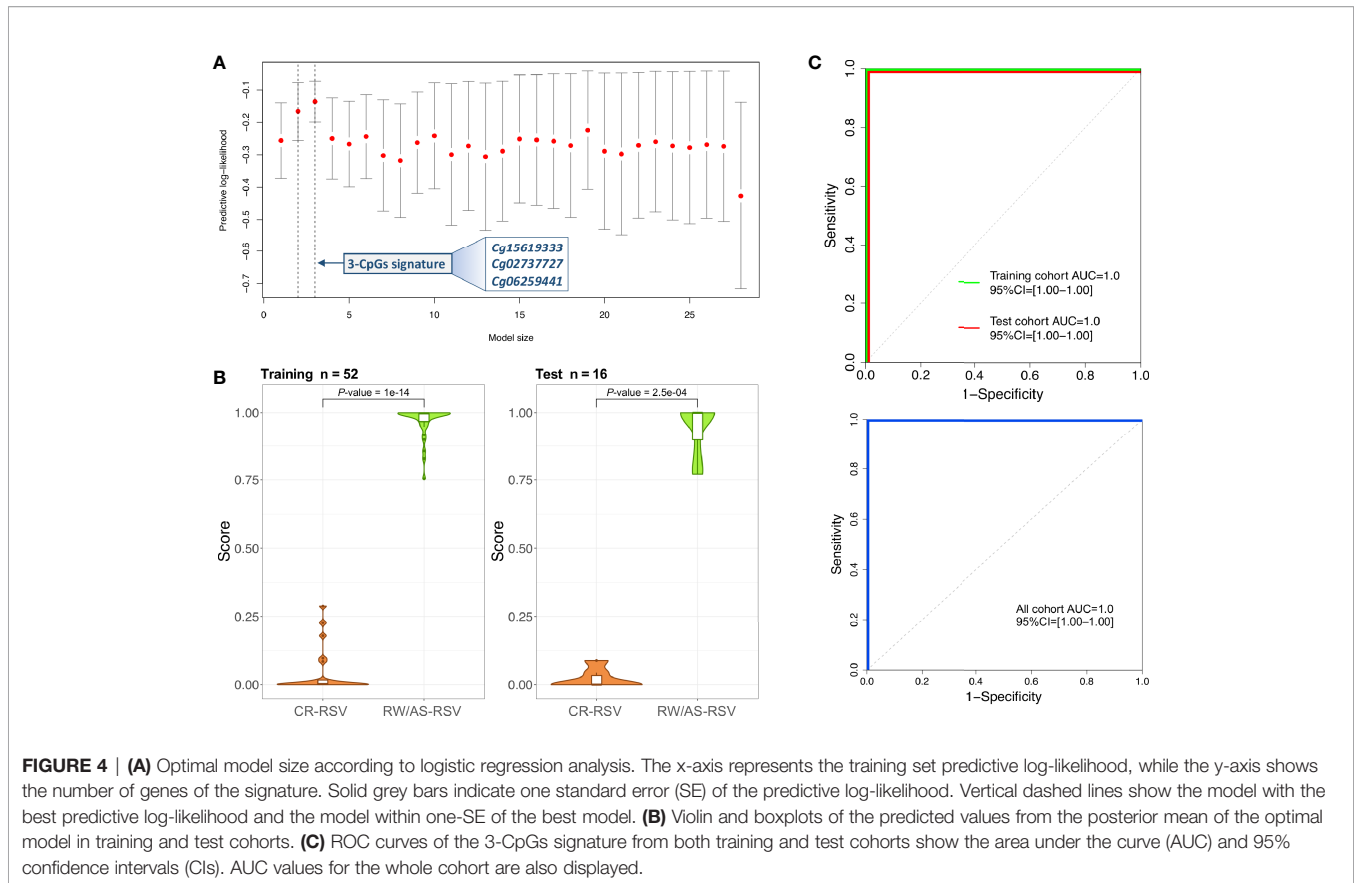 A
Predictive log−likelihood
−0.1
−0.2
−0.3
−0.4
−0.5
−0.6
−0.7
3-CpGs signature
Cg15619333
Cg02737727
Cg06259441
0 5 10 15 20 25
Model size
B
Training n = 52
P-value = 1e-14
Score
1.00
0.75
0.50
0.25
0.00
CR-RSV RW/AS-RSV
Test n = 16
P-value = 2.5e-04
Score
1.00
0.75
0.50
0.25
0.00
CR-RSV RW/AS-RSV
C
Sensitivity
1.0
0.8
0.6
0.4
0.2
0.0
Training cohort AUC=1.0
95%CI=[1.00−1.00]
Test cohort AUC=1.0
95%CI=[1.00−1.00]
0.0 0.2 0.4 0.6 0.8 1.0
1−Specificity
Sensitivity
1.0
0.8
0.6
0.4
0.2
0.0
All cohort AUC=1.0
95%CI=[1.00−1.00]
0.0 0.2 0.4 0.6 0.8 1.0
1−Specificity
FIGURE 4 | (A) Optimal model size according to logistic regression analysis. The x-axis represents the training set predictive log-likelihood, while the y-axis shows
the number of genes of the signature. Solid grey bars indicate one standard error (SE) of the predictive log-likelihood. Vertical dashed lines show the model with the
best predictive log-likelihood and the model within one-SE of the best model. (B) Violin and boxplots of the predicted values from the posterior mean of the optimal
model in training and test cohorts. (C) ROC curves of the 3-CpGs signature from both training and test cohorts show the area under the curve (AUC) and 95%
confidence intervals (CIs). AUC values for the whole cohort are also displayed.